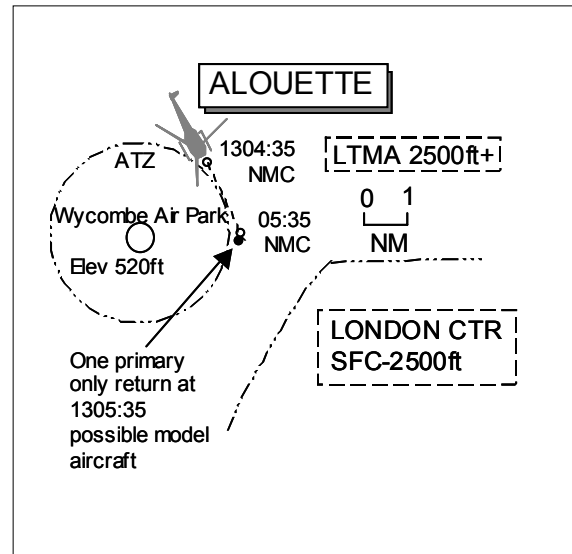 ALOUETTE
ATZ
1304:35
NMC
LTMA 2500ft+
0 1
NM
Wycombe Air Park
Elev 520ft
05:35
NMC
One primary
only return at
1305:35
possible model
aircraft
LONDON CTR
SFC-2500ft